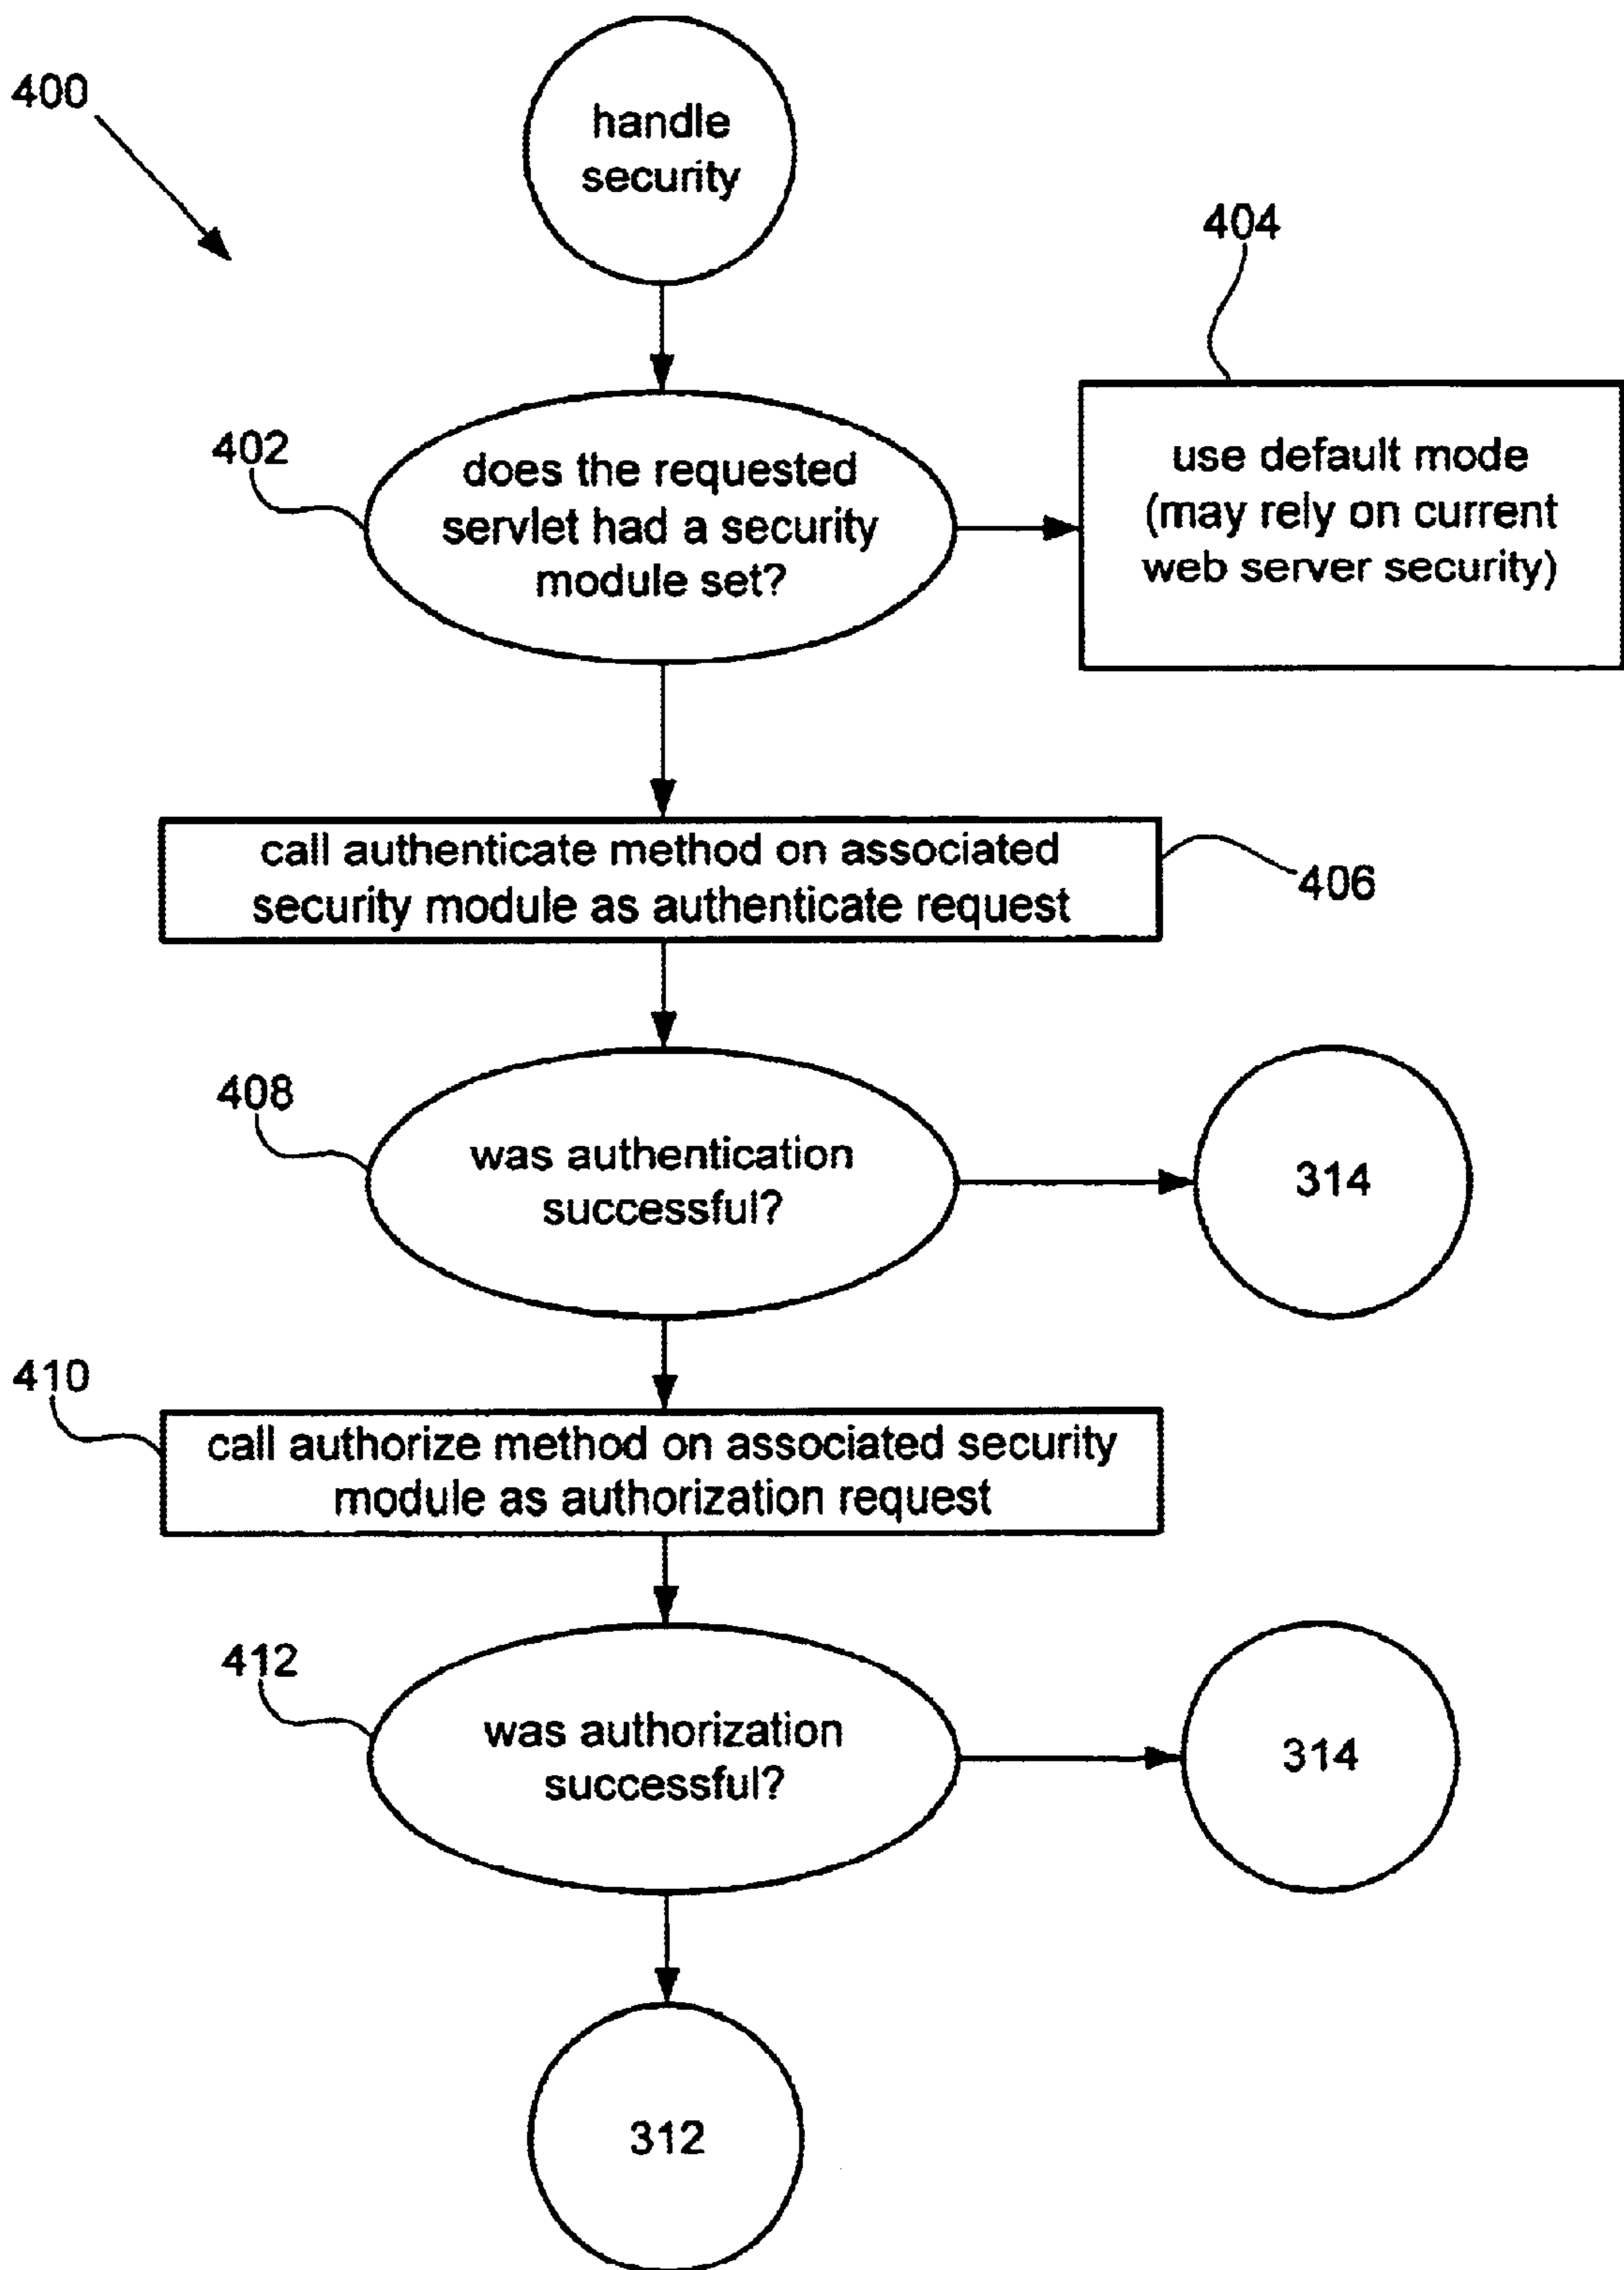 400
handle
security
404
402
does the requested
servlet had a security
module set?
use default mode
(may rely on current
web server security)
call authenticate method on associated
security module as authenticate request
406
408
was authentication
successful?
314
410
call authorize method on associated security
module as authorization request
412
was authorization
successful?
314
312